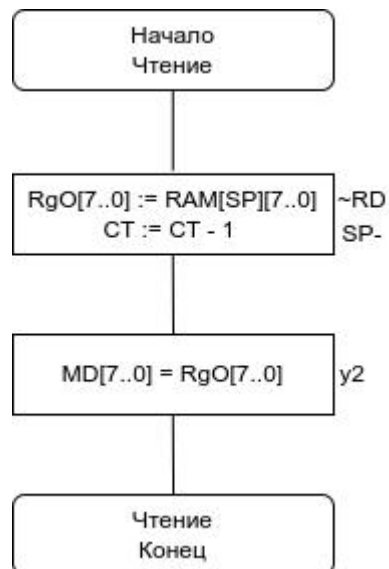 Начало
Чтение
RgO[7..0] := RAM[SP][7..0] ~RD
CT := CT - 1 SP-
MD[7..0] = RgO[7..0] y2
Чтение
Конец